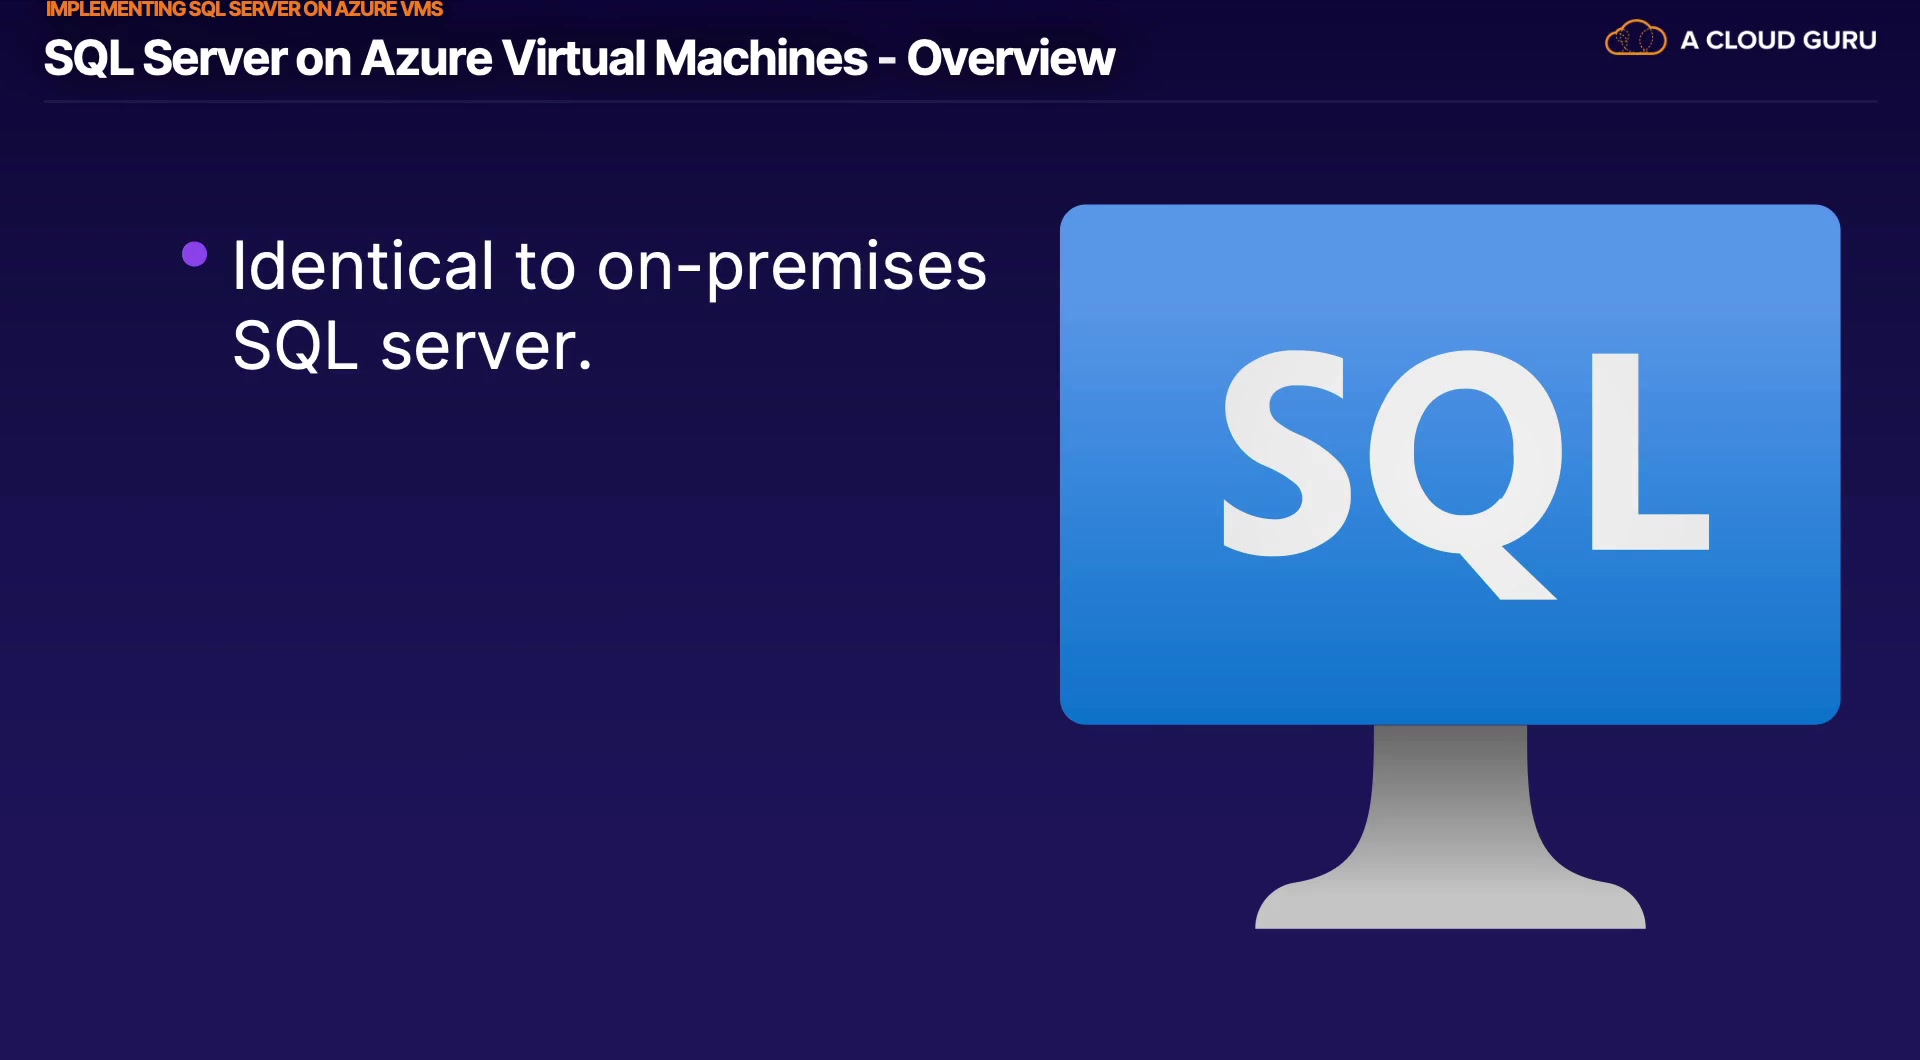 IMPLEMENTING SQL SERVER ON AZURE VMS
SQL Server on Azure Virtual Machines - Overview
A CLOUD GURU
• Identical to on-premises
SQL server.
SQL